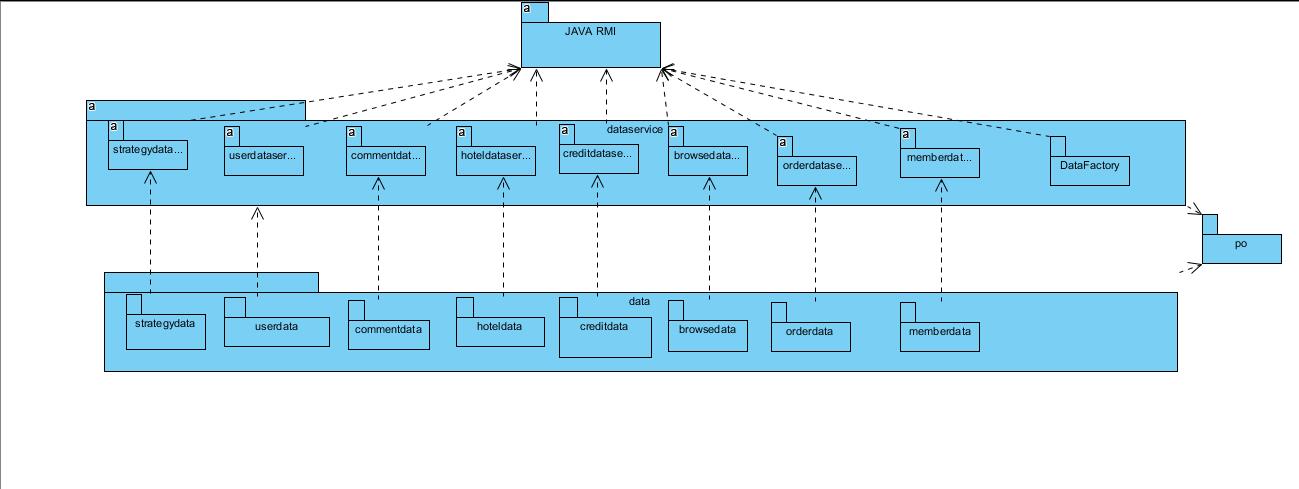 a
JAVA RMI
a
dataservice
a
strategydata...
a
userdataser...
a
commentdat...
a
hoteldataser...
a
creditdatase...
a
browsedata...
a
orderdatase...
a
memberdat...
DataFactory
po
data
strategydata
userdata
commentdata
hoteldata
creditdata
browsedata
orderdata
memberdata